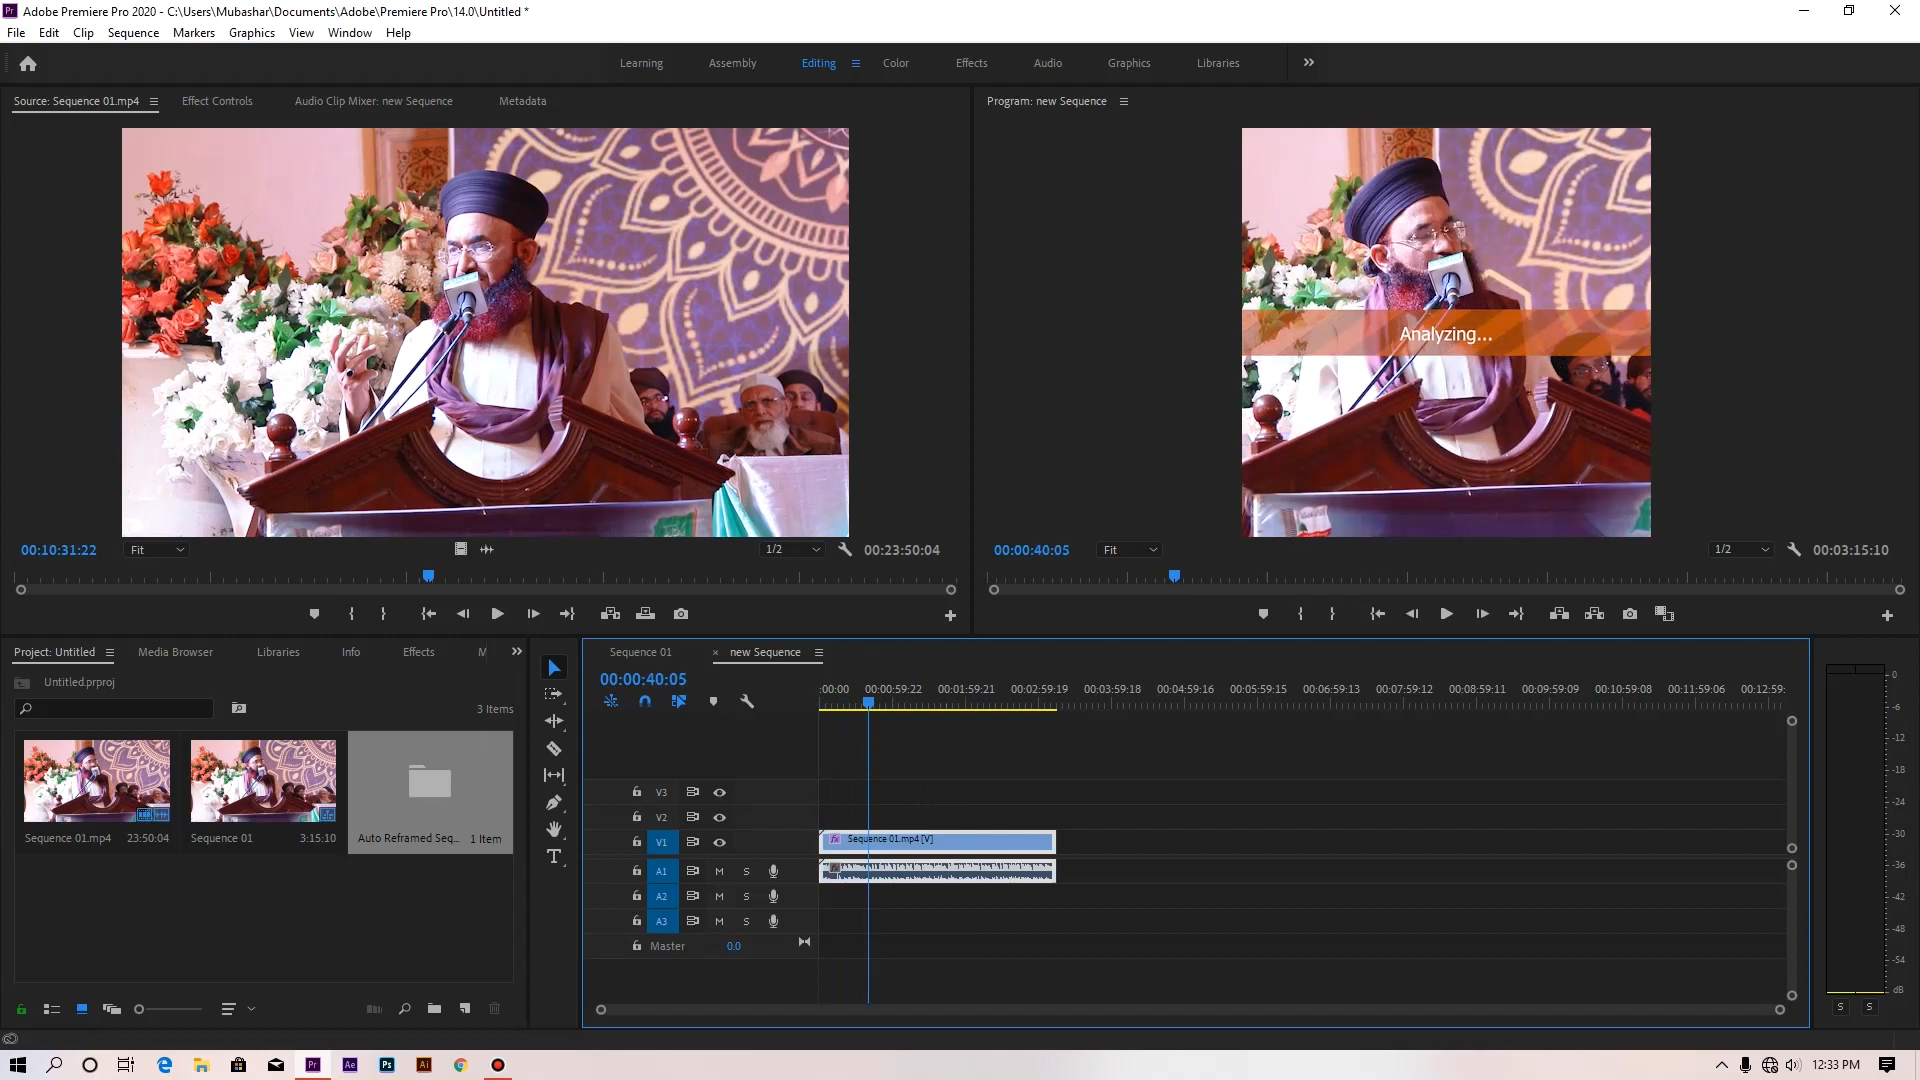 Adobe Premiere Pro 2020 - C:\Users\Mubashar\Documents\Adobe\Premiere Pro\14.0\Untitled *
File Edit Clip Sequence Markers Graphics View Window Help
Learning Assembly Editing Color Effects Audio Graphics Libraries
Source: Sequence 01.mp4 Effect Controls Audio Clip Mixer: new Sequence Metadata
Program: new Sequence
Analyzing...
00:10:31:22 Fit 1/2 00:23:50:04
00:00:40:05 Fit 1/2 00:03:15:10
Project: Untitled Media Browser Libraries Info Effects M
Untitled.prproj
3 Items
Sequence 01.mp4 23:50:04
Sequence 01 3:15:10
Auto Reframed Seq... 1 Item
Sequence 01 × new Sequence
00:00:40:05
:00:00 00:00:59:22 00:01:59:21 00:02:59:19 00:03:59:18 00:04:59:16 00:05:59:15 00:06:59:13 00:07:59:12 00:08:59:11 00:09:59:09 00:10:59:08 00:11:59:06 00:12:59:
V3
V2
V1 fx Sequence 01.mp4 [V]
A1 M S fx
A2 M S
A3 M S
Master 0.0
0
-6
-12
-18
-24
-30
-36
-42
-48
-54
dB
S S
Pr Ae Ps Ai
12:33 PM